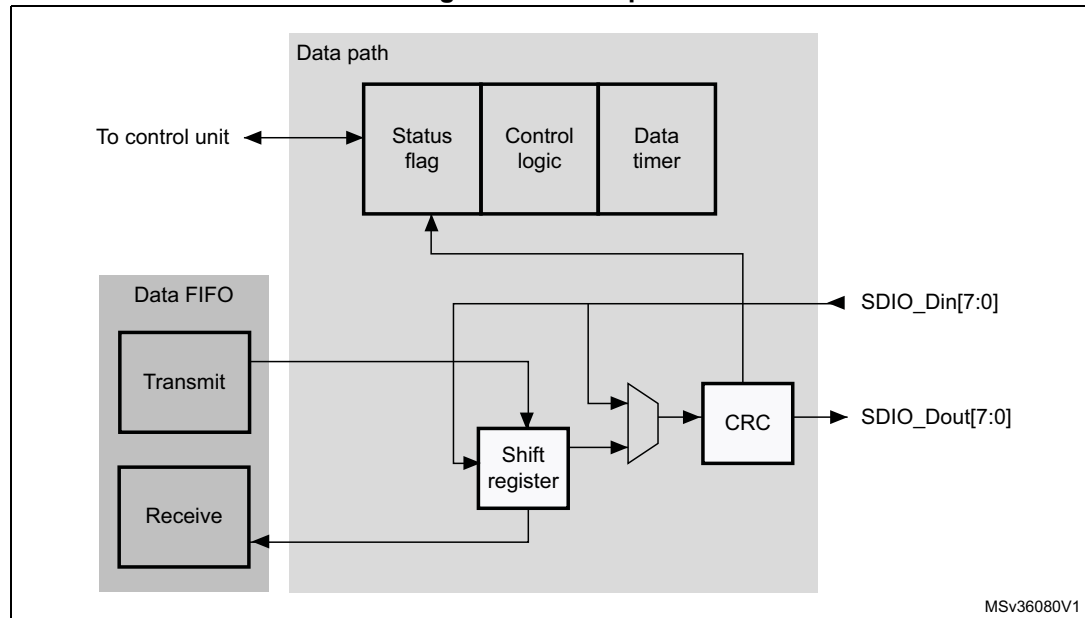 Data path
To control unit
Status
flag
Control
logic
Data
timer
Data FIFO
SDIO_Din[7:0]
Transmit
CRC
SDIO_Dout[7:0]
Shift
register
Receive
MSv36080V1